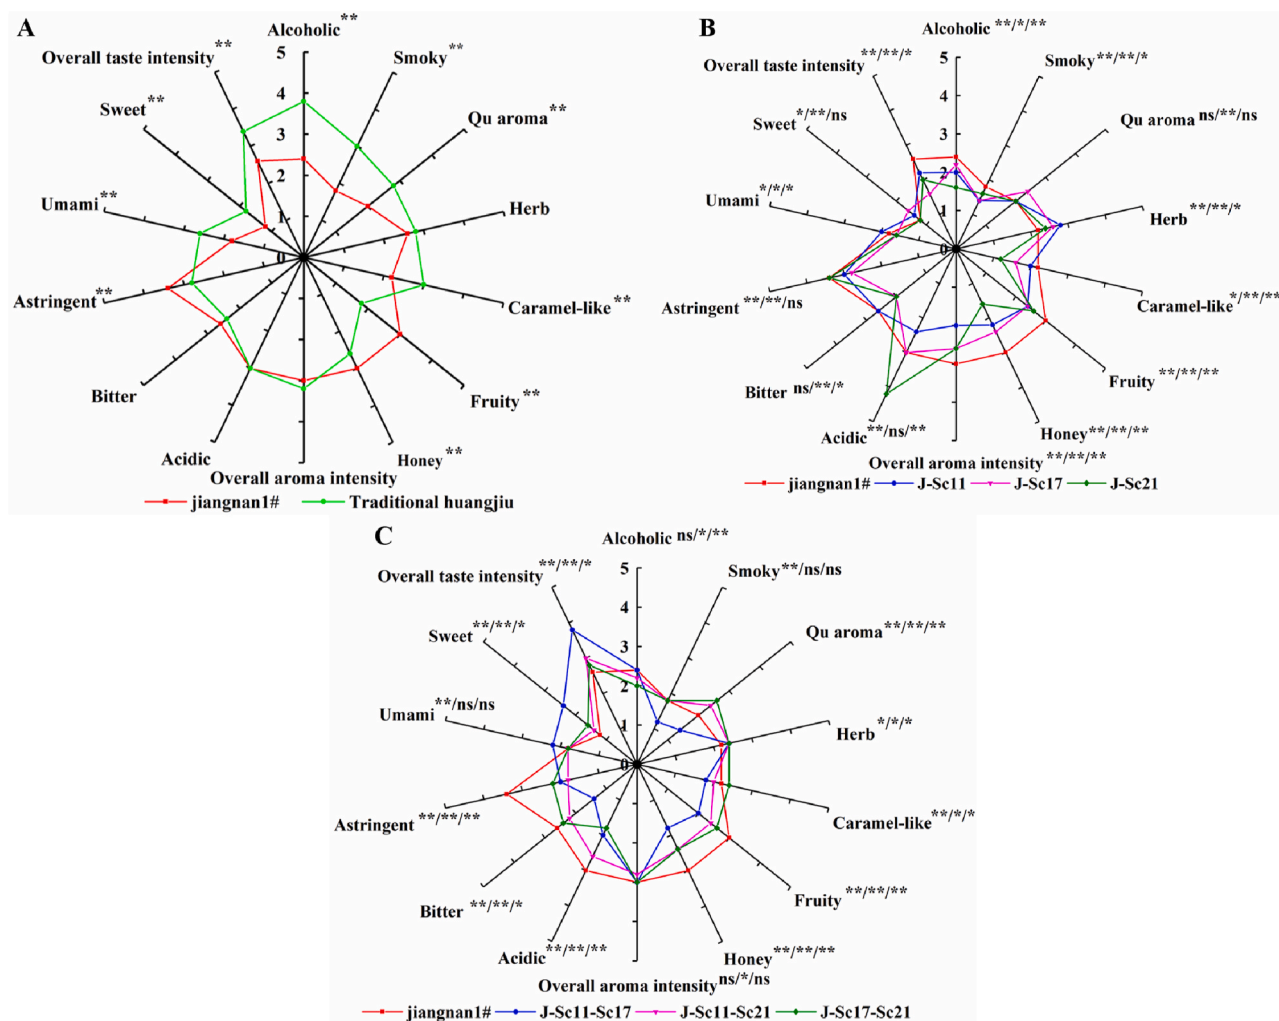 A
Alcoholic**
Overall taste intensity**
Smoky**
Sweet**
Qu aroma**
Umami**
Herb
Astringent**
Caramel-like**
Bitter
Fruity**
Acidic
Honey**
Overall aroma intensity
5
4
3
2
1
0
jiangnan1# Traditional huangjiu
B
Alcoholic **/*/**
Overall taste intensity **/**/*
Smoky**/**/*
Sweet */**/ns
Qu aroma ns/**/ns
Umami */*/*
Herb **/**/*
Astringent **/**/ns
Caramel-like*/**/**
Bitter ns/**/*
Fruity **/**/**
Acidic**/ns/**
Honey**/**/**
Overall aroma intensity **/**/**
5
4
3
2
1
0
jiangnan1# J-Sc11 J-Sc17 J-Sc21
C
Alcoholic ns/*/**
Overall taste intensity **/**/*
Smoky**/ns/ns
Sweet **/**/*
Qu aroma **/**/**
Umami **/ns/ns
Herb */*/*
Astringent **/**/**
Caramel-like**/*/*
Bitter **/**/*
Fruity **/**/**
Acidic**/**/**
Honey**/**/**
Overall aroma intensity ns/*/ns
5
4
3
2
1
0
jiangnan1# J-Sc11-Sc17 J-Sc11-Sc21 J-Sc17-Sc21